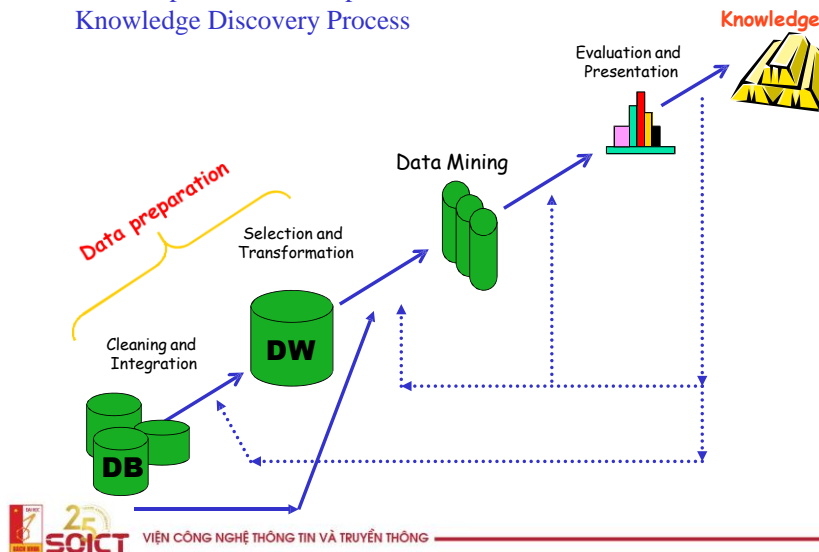 Knowledge Discovery Process
Knowledge
Evaluation and
Presentation
Data Mining
Data preparation
Selection and
Transformation
Cleaning and
Integration
DW
DB
25
SOICT
VIỆN CÔNG NGHỆ THÔNG TIN VÀ TRUYỀN THÔNG